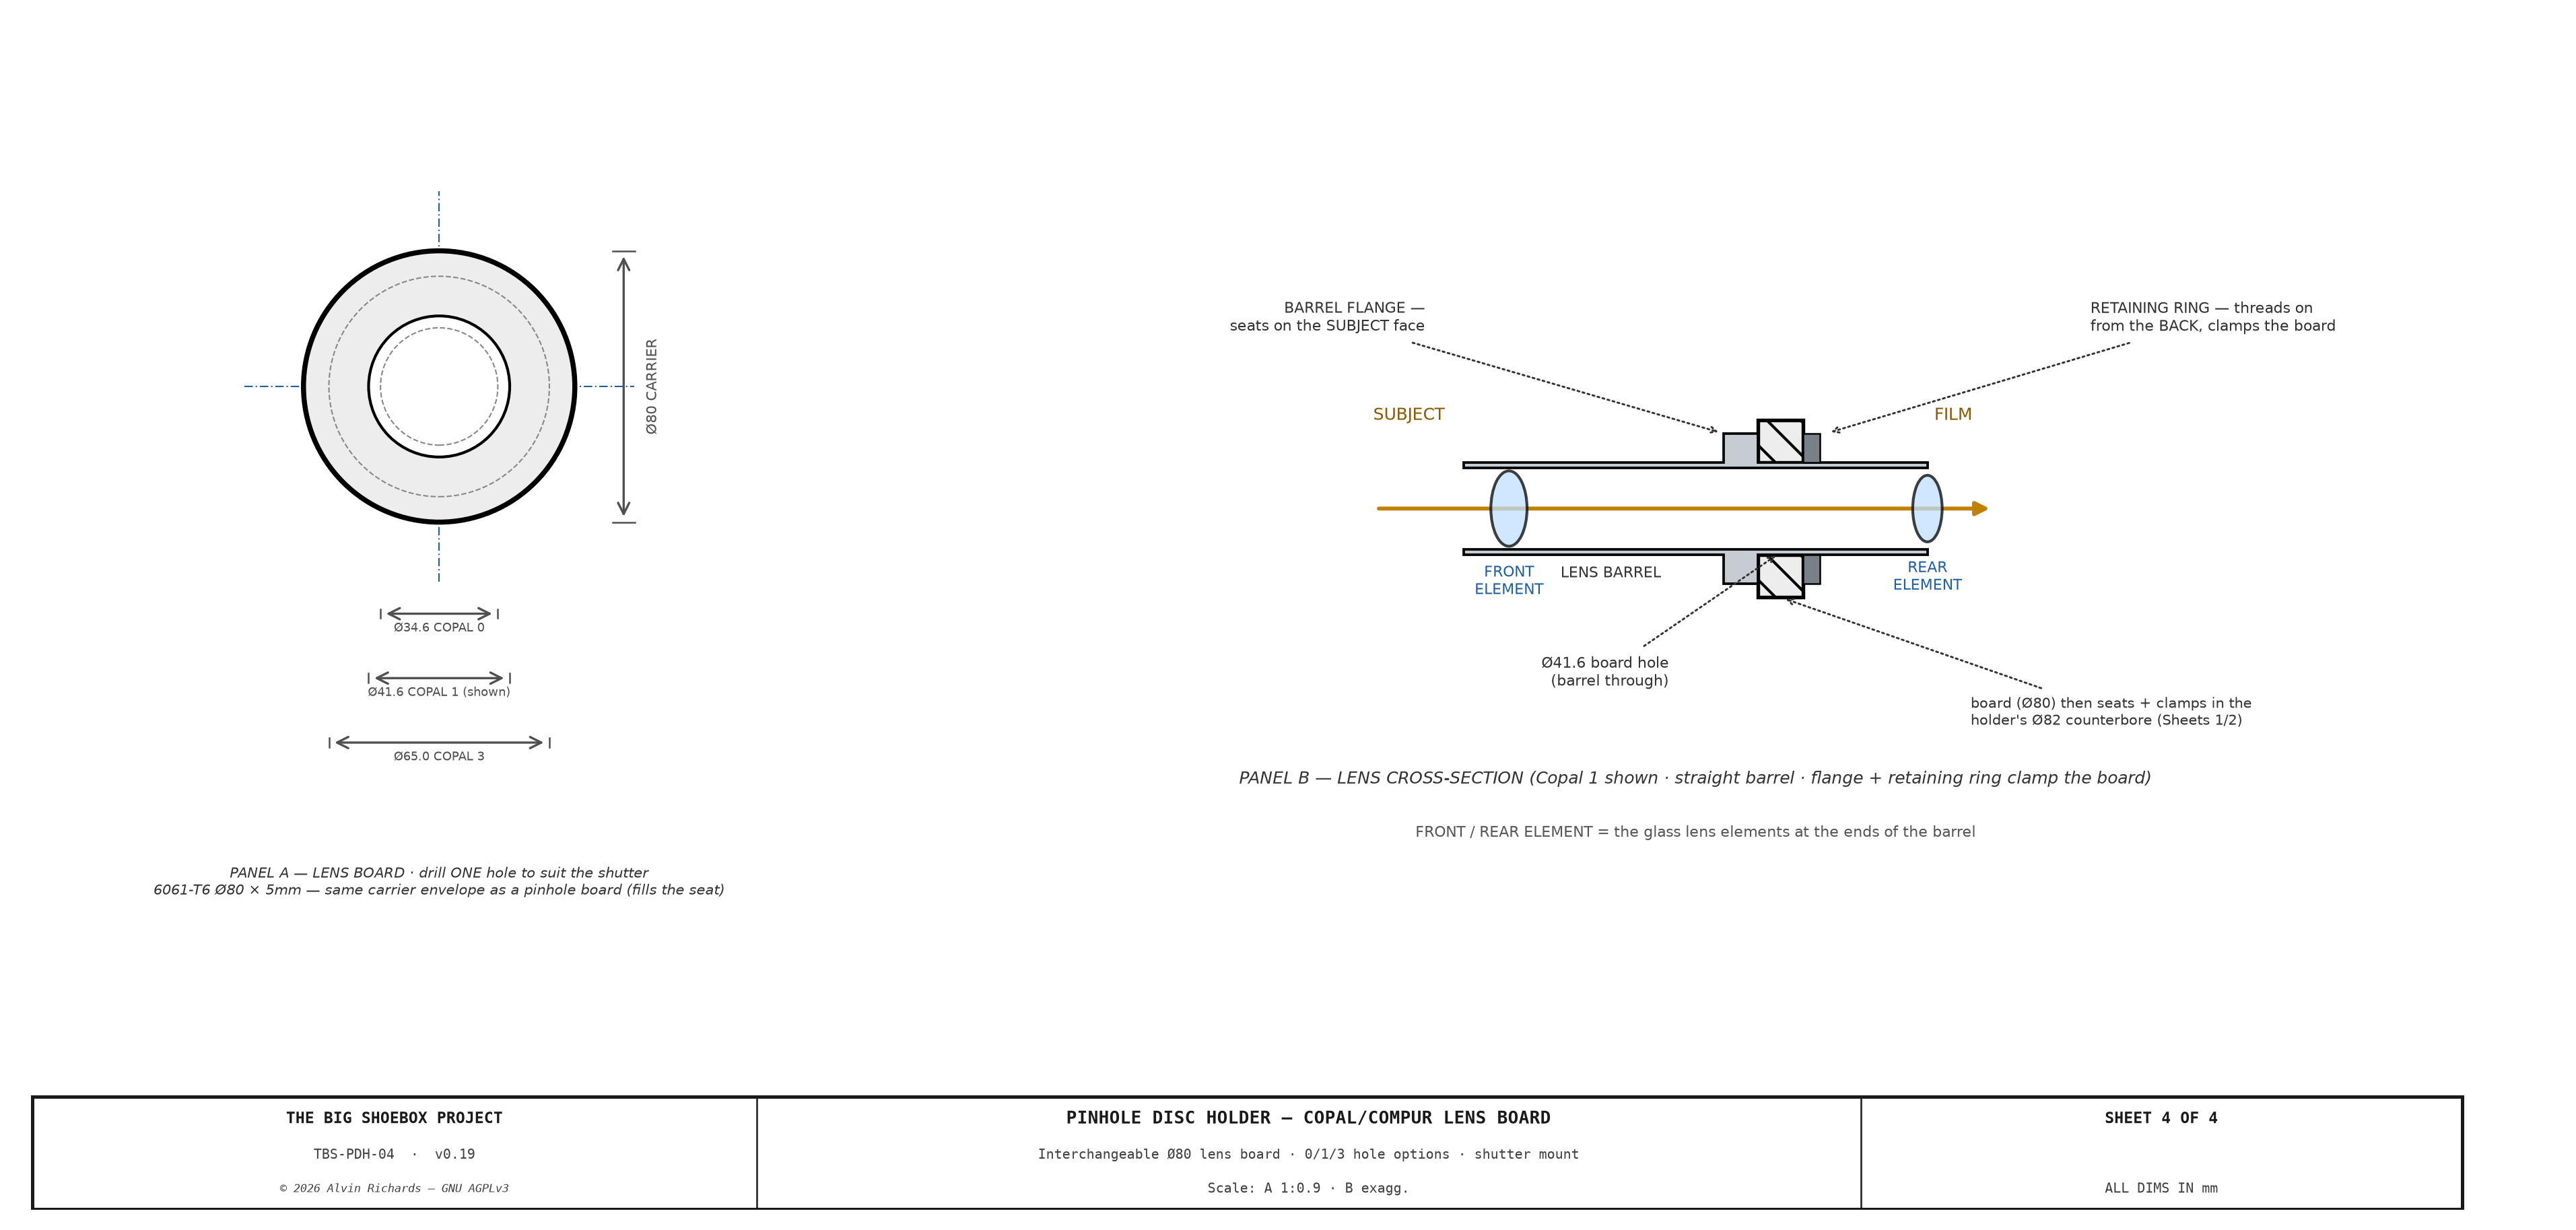 Ø80 CARRIER
Ø34.6 COPAL 0
Ø41.6 COPAL 1 (shown)
Ø65.0 COPAL 3
PANEL A — LENS BOARD · drill ONE hole to suit the shutter
6061-T6 Ø80 × 5mm — same carrier envelope as a pinhole board (fills the seat)
BARREL FLANGE —
seats on the SUBJECT face
RETAINING RING — threads on
from the BACK, clamps the board
SUBJECT
FILM
FRONT
ELEMENT
LENS BARREL
REAR
ELEMENT
Ø41.6 board hole
(barrel through)
board (Ø80) then seats + clamps in the
holder's Ø82 counterbore (Sheets 1/2)
PANEL B — LENS CROSS-SECTION (Copal 1 shown · straight barrel · flange + retaining ring clamp the board)
FRONT / REAR ELEMENT = the glass lens elements at the ends of the barrel
THE BIG SHOEBOX PROJECT
TBS-PDH-04 · v0.19
© 2026 Alvin Richards — GNU AGPLv3
PINHOLE DISC HOLDER — COPAL/COMPUR LENS BOARD
Interchangeable Ø80 lens board · 0/1/3 hole options · shutter mount
Scale: A 1:0.9 · B exagg.
SHEET 4 OF 4
ALL DIMS IN mm